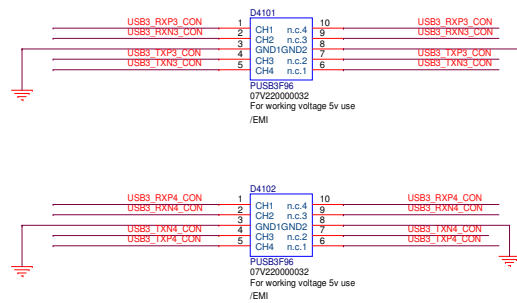 D4101
USB3_RXP3_CON 1 CH1 n.c.4 10 USB3_RXP3_CON
USB3_RXN3_CON 2 CH2 n.c.3 9 USB3_RXN3_CON
3 GND1GND2 8
USB3_TXP3_CON 4 CH3 n.c.2 7 USB3_TXP3_CON
USB3_TXN3_CON 5 CH4 n.c.1 6 USB3_TXN3_CON
PUSB3F96
07V220000032
For working voltage 5v use
/EMI
D4102
USB3_RXP4_CON 1 CH1 n.c.4 10 USB3_RXP4_CON
USB3_RXN4_CON 2 CH2 n.c.3 9 USB3_RXN4_CON
3 GND1GND2 8
USB3_TXN4_CON 4 CH3 n.c.2 7 USB3_TXN4_CON
USB3_TXP4_CON 5 CH4 n.c.1 6 USB3_TXP4_CON
PUSB3F96
07V220000032
For working voltage 5v use
/EMI